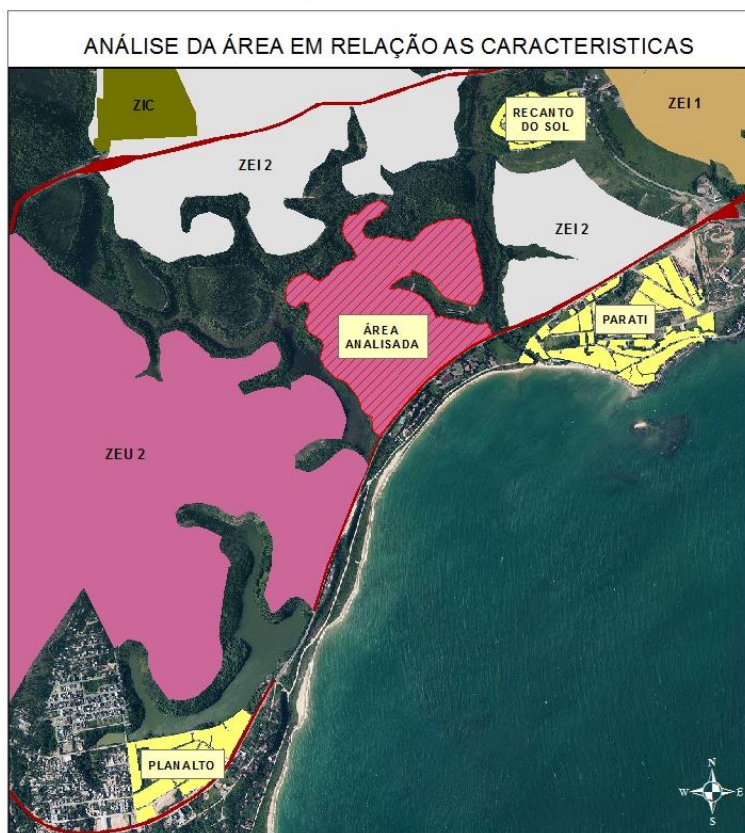 ANÁLISE DA ÁREA EM RELAÇÃO AS CARACTERISTICAS
ZIC
RECANTO
DO SOL
ZEI 1
ZEI 2
ZEI 2
ÁREA
ANALISADA
PARATI
ZEU 2
PLANALTO
N
W
E
S